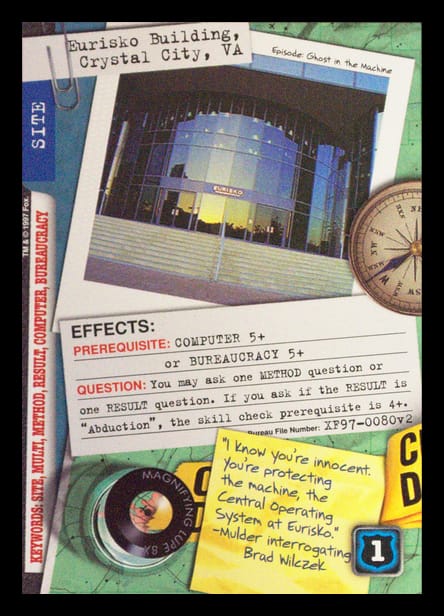 Eurisko Building,
Crystal City, VA
Episode: Ghost in the Machine
SITE
EURISKO
TM & © 1997 Fox.
KEYWORDS: SITE, MULTI, METHOD, RESULT, COMPUTER, BUREAUCRACY
EFFECTS:
PREREQUISITE: COMPUTER 5+
or BUREAUCRACY 5+
QUESTION: You may ask one METHOD question or
one RESULT question. If you ask if the RESULT is
"Abduction", the skill check prerequisite is 4+.
Bureau File Number: XF97-0080v2
MAGNIFYING LUPE 8X
"I know you're innocent.
You're protecting
the machine, the
Central Operating
System at Eurisko."
-Mulder interrogating
Brad Wilczek
1